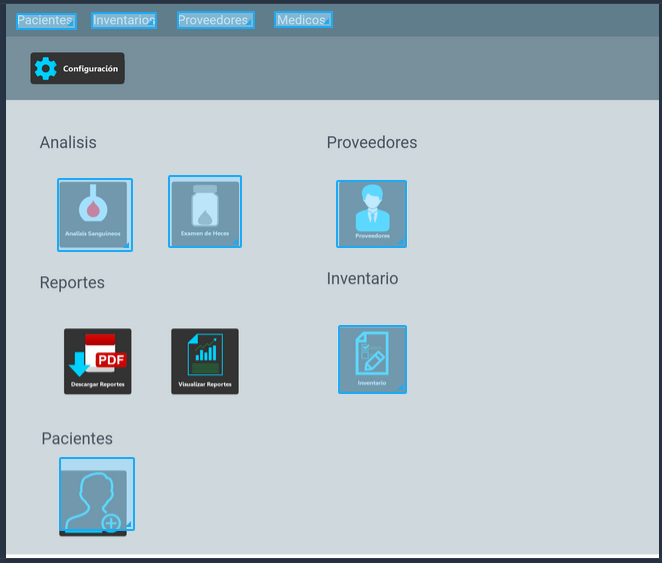 Pacientes Inventarios Proveedores Medicos
Configuración
Analisis Proveedores
Analisis Sanguineos Examen de Heces Proveedores
Reportes Inventario
PDF
Descargar Reportes Visualizar Reportes Inventario
Pacientes